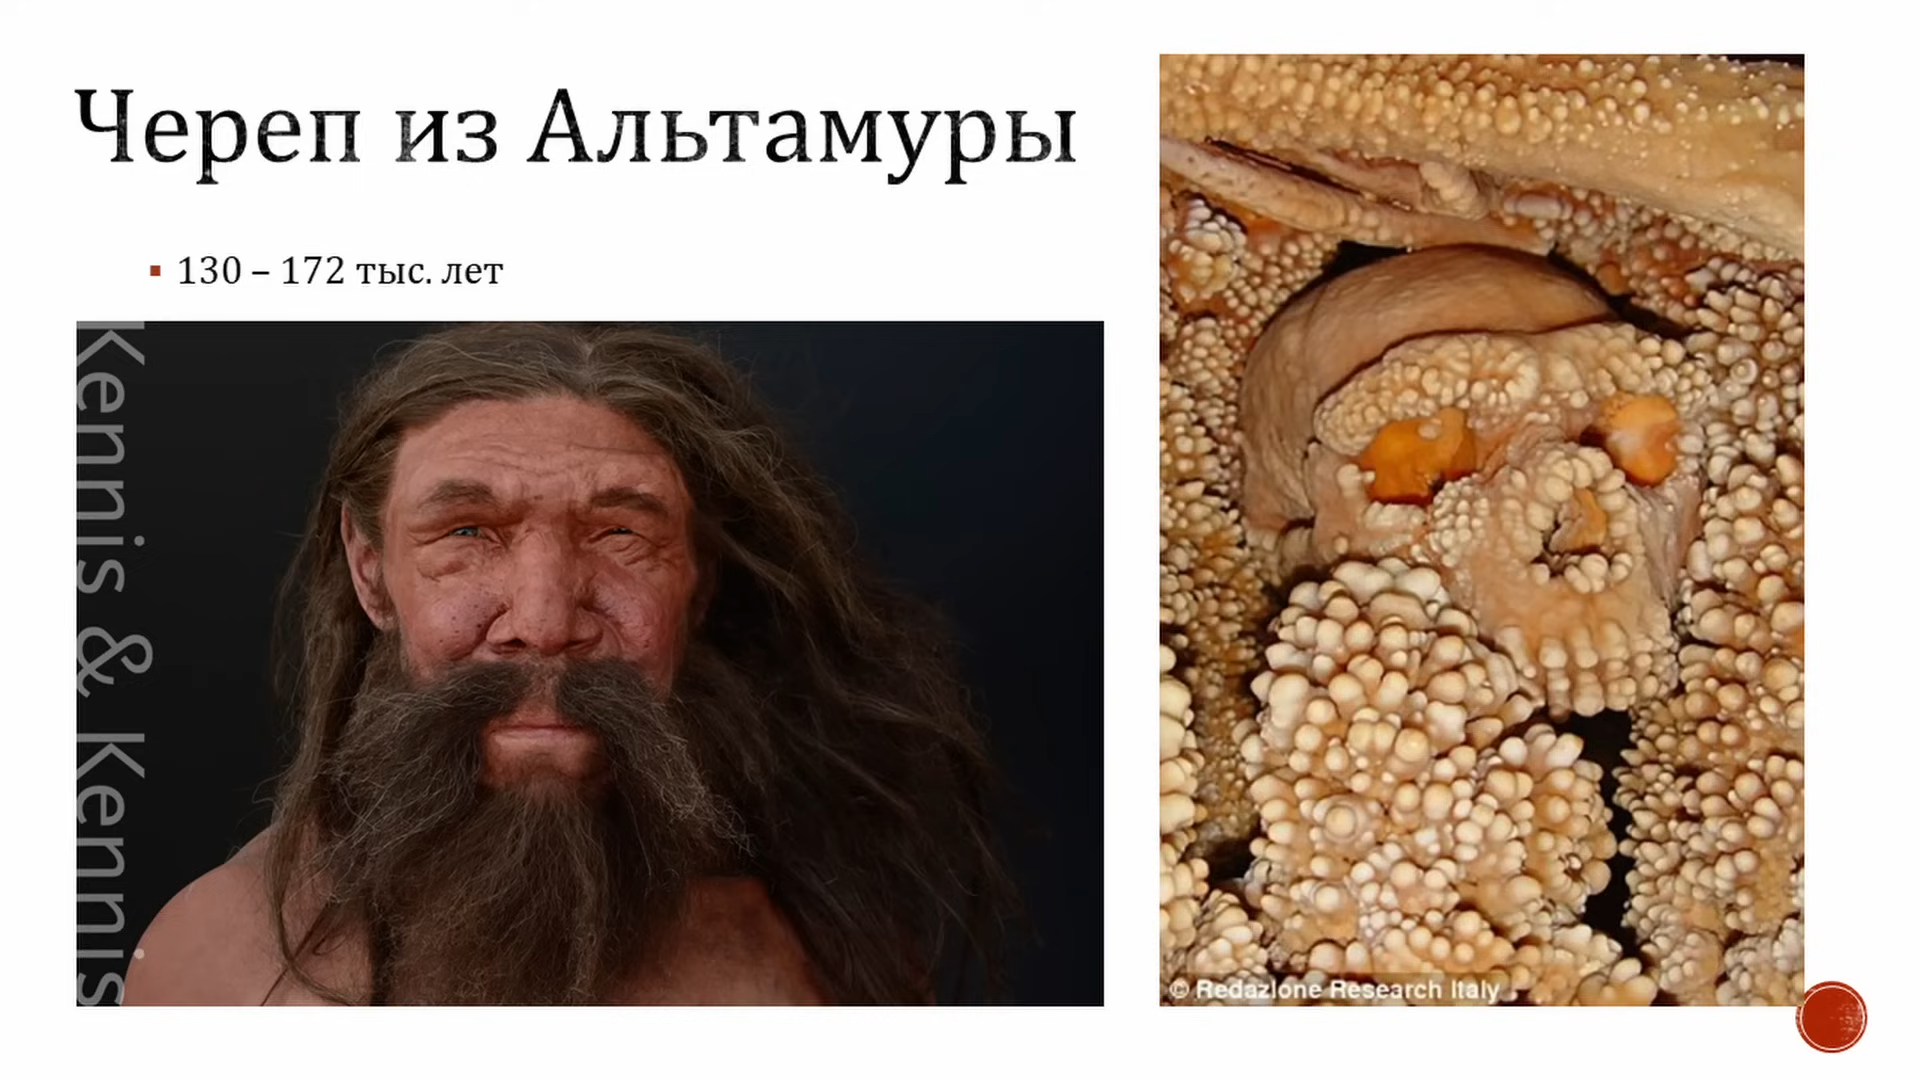 Череп из Альтамуры
130 – 172 тыс. лет
Kennis & Kennis
© Redazione Research Italy